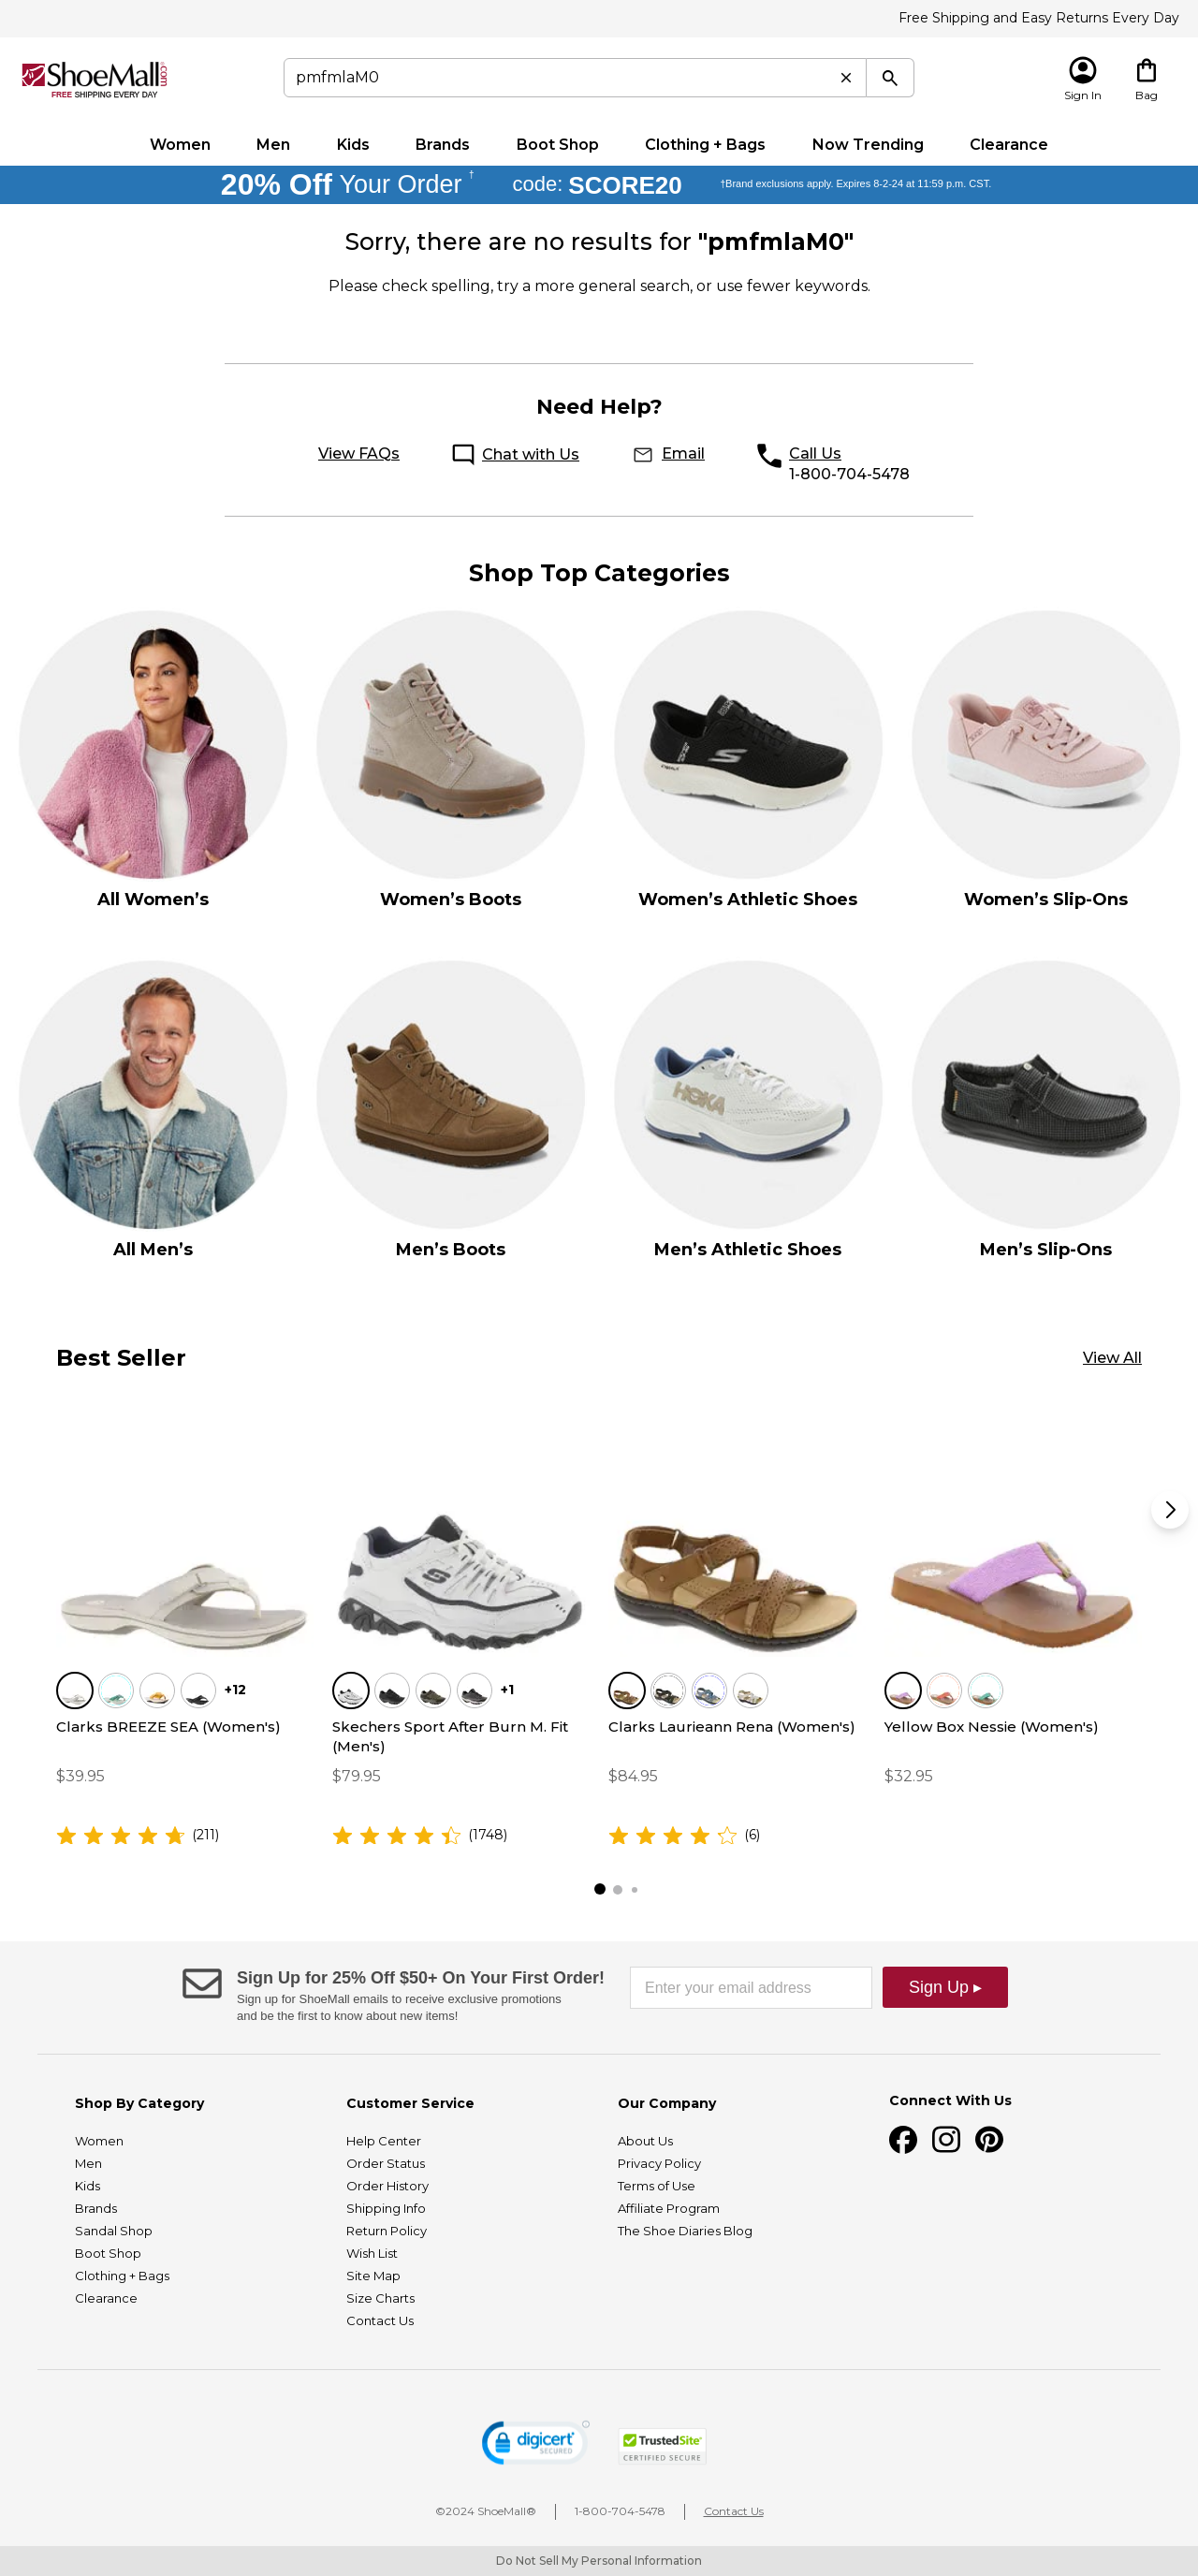 Free Shipping and Easy Returns Every Day
ShoeMall.com
FREE SHIPPING EVERY DAY
pmfmlaM0
Sign In
Bag
Women Men Kids Brands Boot Shop Clothing + Bags Now Trending Clearance
20% Off Your Order † code: SCORE20 †Brand exclusions apply. Expires 8-2-24 at 11:59 p.m. CST.
Sorry, there are no results for "pmfmlaM0"
Please check spelling, try a more general search, or use fewer keywords.
Need Help?
View FAQs Chat with Us Email Call Us
1-800-704-5478
Shop Top Categories
All Women’s Women’s Boots Women’s Athletic Shoes Women’s Slip-Ons
HOKA
All Men’s Men’s Boots Men’s Athletic Shoes Men’s Slip-Ons
Best Seller View All
+12 +1
Clarks BREEZE SEA (Women's)
$39.95
(211)
Skechers Sport After Burn M. Fit
(Men's)
$79.95
(1748)
Clarks Laurieann Rena (Women's)
$84.95
(6)
Yellow Box Nessie (Women's)
$32.95
Sign Up for 25% Off $50+ On Your First Order!
Sign up for ShoeMall emails to receive exclusive promotions
and be the first to know about new items!
Enter your email address
Sign Up ▸
Shop By Category
Women
Men
Kids
Brands
Sandal Shop
Boot Shop
Clothing + Bags
Clearance
Customer Service
Help Center
Order Status
Order History
Shipping Info
Return Policy
Wish List
Site Map
Size Charts
Contact Us
Our Company
About Us
Privacy Policy
Terms of Use
Affiliate Program
The Shoe Diaries Blog
Connect With Us
digicert
SECURED
TrustedSite
CERTIFIED SECURE
©2024 ShoeMall® 1-800-704-5478 Contact Us
Do Not Sell My Personal Information